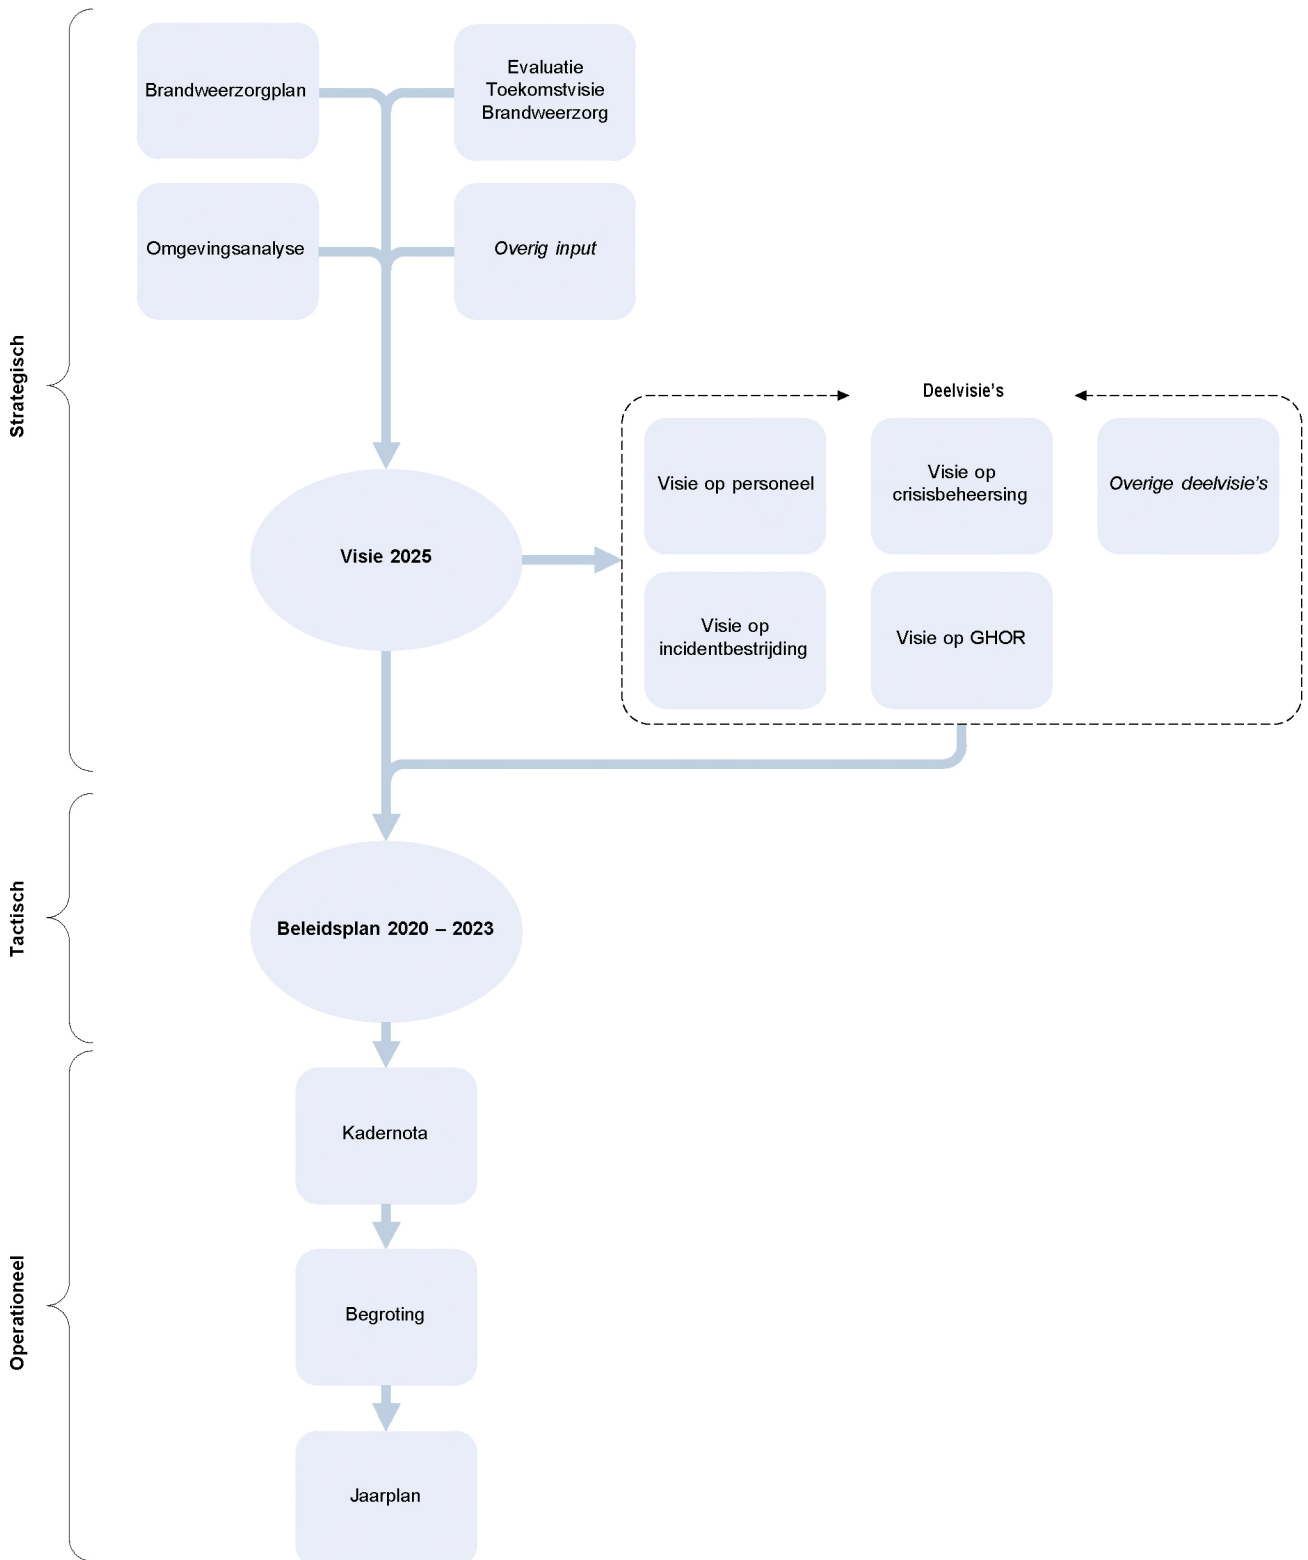 Strategisch
Brandweerzorgplan
Evaluatie
Toekomstvisie
Brandweerzorg
Omgevingsanalyse
Overig input
Deelvisie's
Visie op personeel
Visie op
crisisbeheersing
Overige deelvisie's
Visie 2025
Visie op
incidentbestrijding
Visie op GHOR
Tactisch
Beleidsplan 2020 – 2023
Operationeel
Kadernota
Begroting
Jaarplan